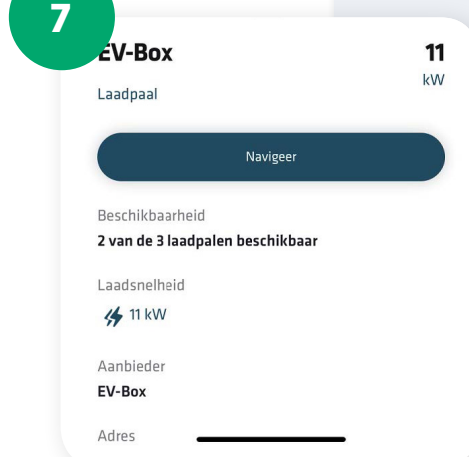 7
EV-Box
11
kW
Laadpaal
Navigeer
Beschikbaarheid
2 van de 3 laadpalen beschikbaar
Laadsnelheid
11 kW
Aanbieder
EV-Box
Adres